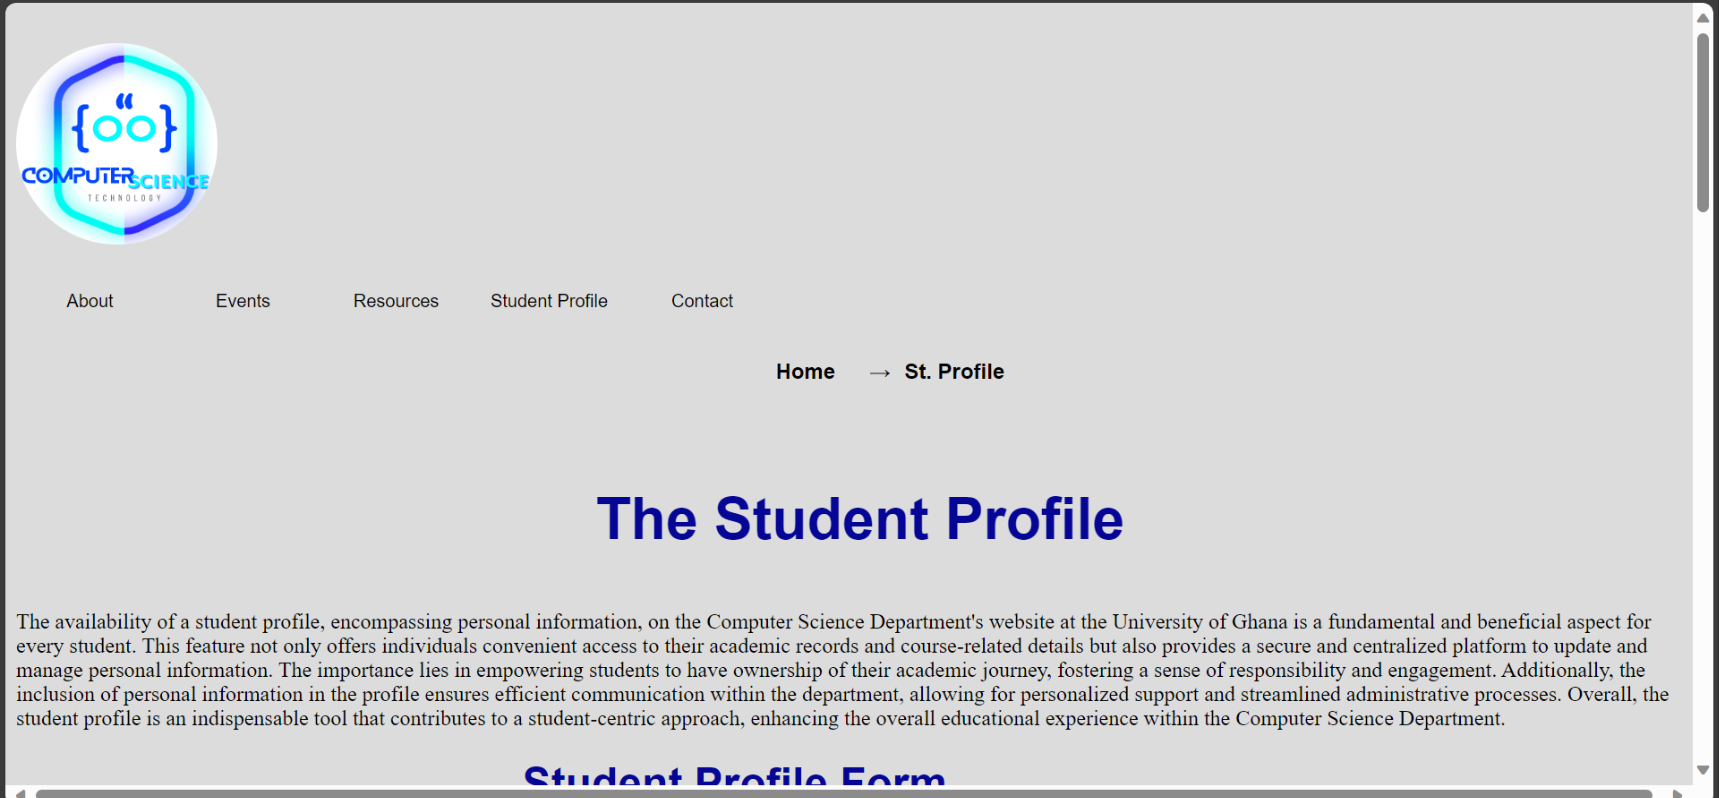 {oo}
COMPUTER SCIENCE
TECHNOLOGY
About Events Resources Student Profile Contact
Home → St. Profile
The Student Profile
The availability of a student profile, encompassing personal information, on the Computer Science Department's website at the University of Ghana is a fundamental and beneficial aspect for
every student. This feature not only offers individuals convenient access to their academic records and course-related details but also provides a secure and centralized platform to update and
manage personal information. The importance lies in empowering students to have ownership of their academic journey, fostering a sense of responsibility and engagement. Additionally, the
inclusion of personal information in the profile ensures efficient communication within the department, allowing for personalized support and streamlined administrative processes. Overall, the
student profile is an indispensable tool that contributes to a student-centric approach, enhancing the overall educational experience within the Computer Science Department.
Student Profile Form